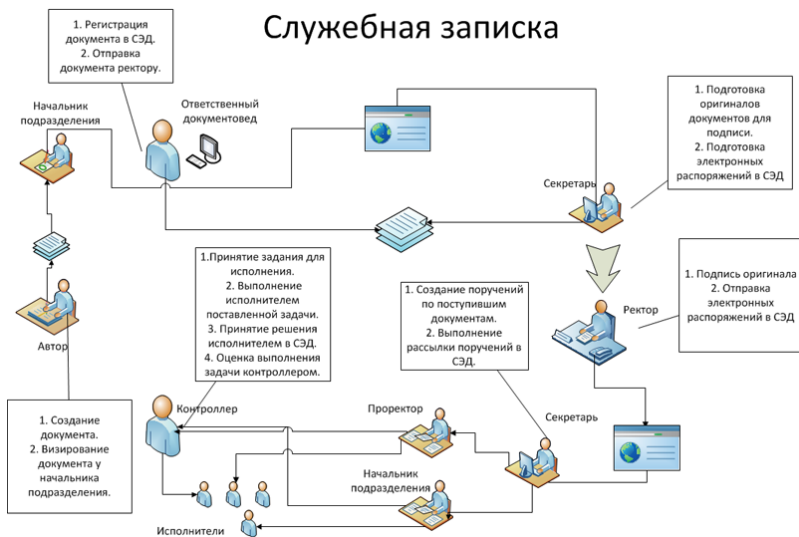 Служебная записка
1. Регистрация
документа в СЭД.
2. Отправка
документа ректору.
Начальник
подразделения
Ответственный
документовед
1. Подготовка
оригиналов
документов для
подписи.
2. Подготовка
электронных
распоряжений в СЭД
Секретарь
1.Принятие задания для
исполнения.
2. Выполнение
исполнителем
поставленной задачи.
3. Принятие решения
исполнителем в СЭД.
4. Оценка выполнения
задачи контроллером.
1. Создание поручений
по поступившим
документам.
2. Выполнение
рассылки поручений в
СЭД.
1. Подпись оригинала
2. Отправка
электронных
распоряжений в СЭД
Ректор
Автор
1. Создание
документа.
2. Визирование
документа у
начальника
подразделения.
Контроллер
Проректор
Секретарь
Начальник
подразделения
Исполнители